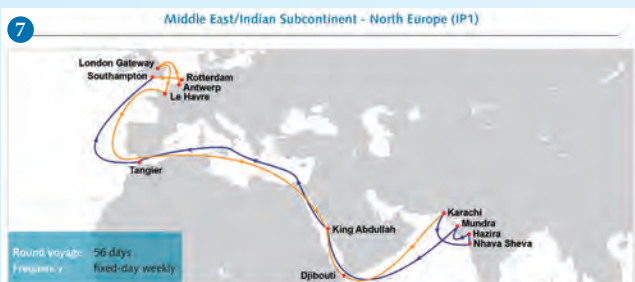 7
Middle East/Indian Subcontinent - North Europe (IP1)
London Gateway
Southampton
Rotterdam
Antwerp
Le Havre
Tangier
King Abdullah
Djibouti
Karachi
Mundra
Hazira
Nhava Sheva
Round voyage 56 days
Frequency fixed-day weekly